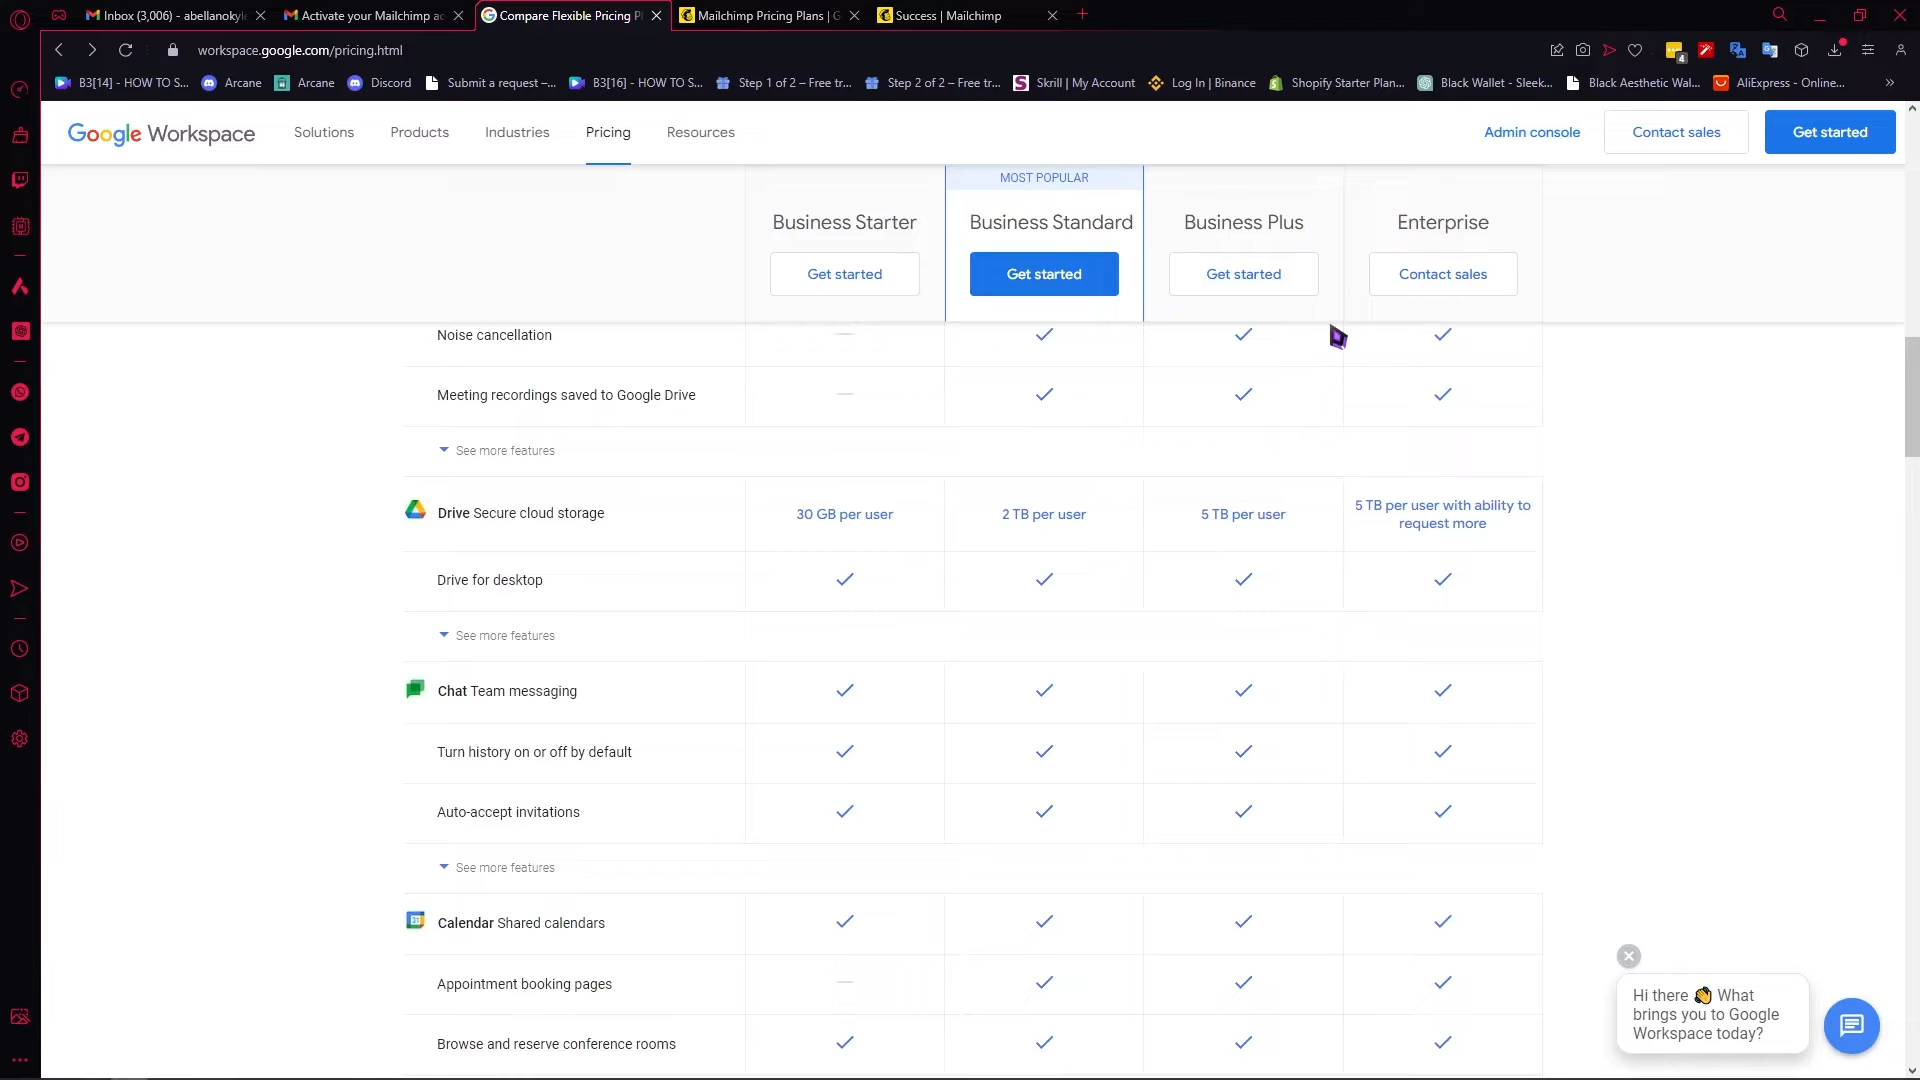 Inbox (3,006) - abellanokyle
Activate your Mailchimp ac
Compare Flexible Pricing Pl
Mailchimp Pricing Plans | G
Success | Mailchimp
workspace.google.com/pricing.html
4
B3[14] - HOW TO S...
Arcane
Arcane
Discord
Submit a request –...
B3[16] - HOW TO S...
Step 1 of 2 – Free tr...
Step 2 of 2 – Free tr...
Skrill | My Account
Log In | Binance
Shopify Starter Plan...
Black Wallet - Sleek...
Black Aesthetic Wal...
AliExpress - Online...
Google Workspace
Solutions
Products
Industries
Pricing
Resources
Admin console
Contact sales
Get started
MOST POPULAR
Business Starter
Business Standard
Business Plus
Enterprise
Get started
Get started
Get started
Contact sales
Noise cancellation
Meeting recordings saved to Google Drive
See more features
Drive Secure cloud storage
30 GB per user
2 TB per user
5 TB per user
5 TB per user with ability to
request more
Drive for desktop
See more features
Chat Team messaging
Turn history on or off by default
Auto-accept invitations
See more features
Calendar Shared calendars
Appointment booking pages
Browse and reserve conference rooms
Hi there 👋 What
brings you to Google
Workspace today?